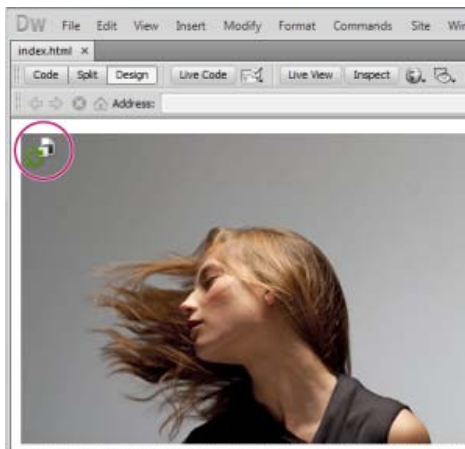 Dw File Edit View Insert Modify Format Commands Site
index.html ×
Code Split Design Live Code Live View Inspect
Address: